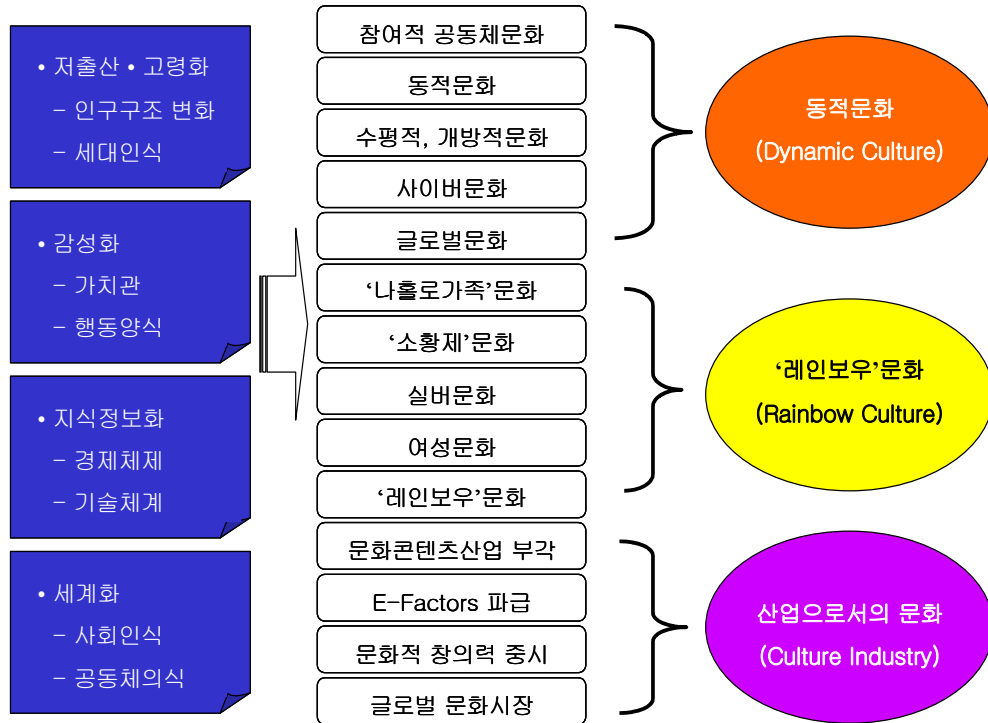 • 저출산 • 고령화
– 인구구조 변화
– 세대인식
• 감성화
– 가치관
– 행동양식
• 지식정보화
– 경제체제
– 기술체계
• 세계화
– 사회인식
– 공동체의식
참여적 공동체문화
동적문화
수평적, 개방적문화
사이버문화
글로벌문화
‘나홀로가족’문화
‘소황제’문화
실버문화
여성문화
‘레인보우’문화
문화콘텐츠산업 부각
E-Factors 파급
문화적 창의력 중시
글로벌 문화시장
동적문화
(Dynamic Culture)
‘레인보우’문화
(Rainbow Culture)
산업으로서의 문화
(Culture Industry)